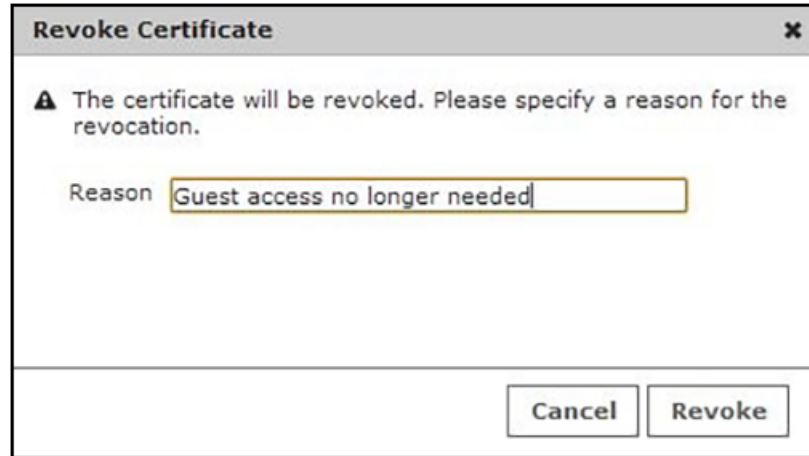 Revoke Certificate
The certificate will be revoked. Please specify a reason for the
revocation.
Reason Guest access no longer needed
Cancel Revoke